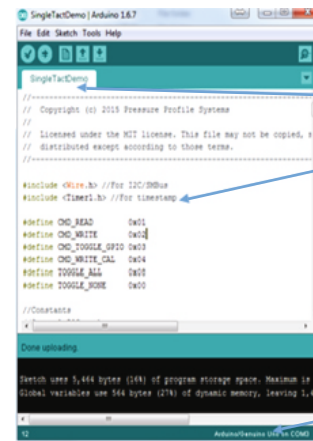 SingleTactDemo | Arduino 1.6.7
File Edit Sketch Tools Help
SingleTactDemo
//
// Copyright (c) 2015 Pressure Profile Systems
//
// Licensed under the MIT license. This file may not be copied,
// distributed except according to those terms.
//
#include <Wire.h> //For I2C/SMBus
#include <Timer1.h> //For timestamp
#define CMD_READ 0x01
#define CMD_WRITE 0x02
#define CMD_TOGGLE_GPIO 0x03
#define CMD_WRITE_CAL 0x04
#define TOGGLE_ALL
#define TOGGLE_NONE 0x00
//Constants
Done uploading.
Sketch uses 5,464 bytes (16%) of program storage space. Maximum is
Global variables use 564 bytes (27%) of dynamic memory, leaving 1,4
12
Arduino/Genuino Uno on COM3